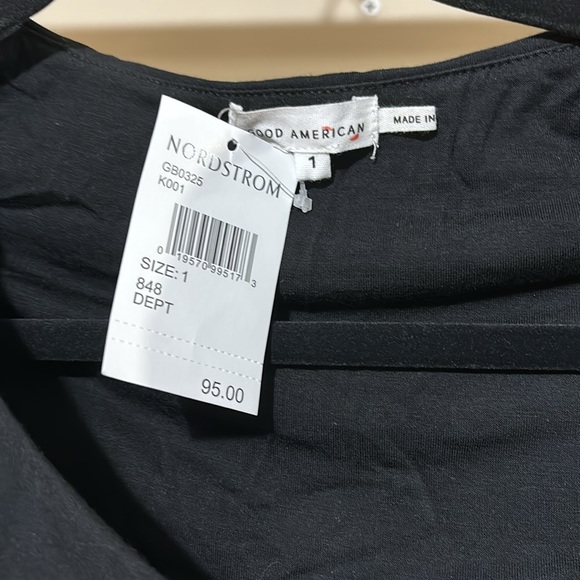 GOOD AMERICAN
MADE IN
1
NORDSTROM
GB0325
K001
0 19570 99517 3
SIZE: 1
848
DEPT
95.00